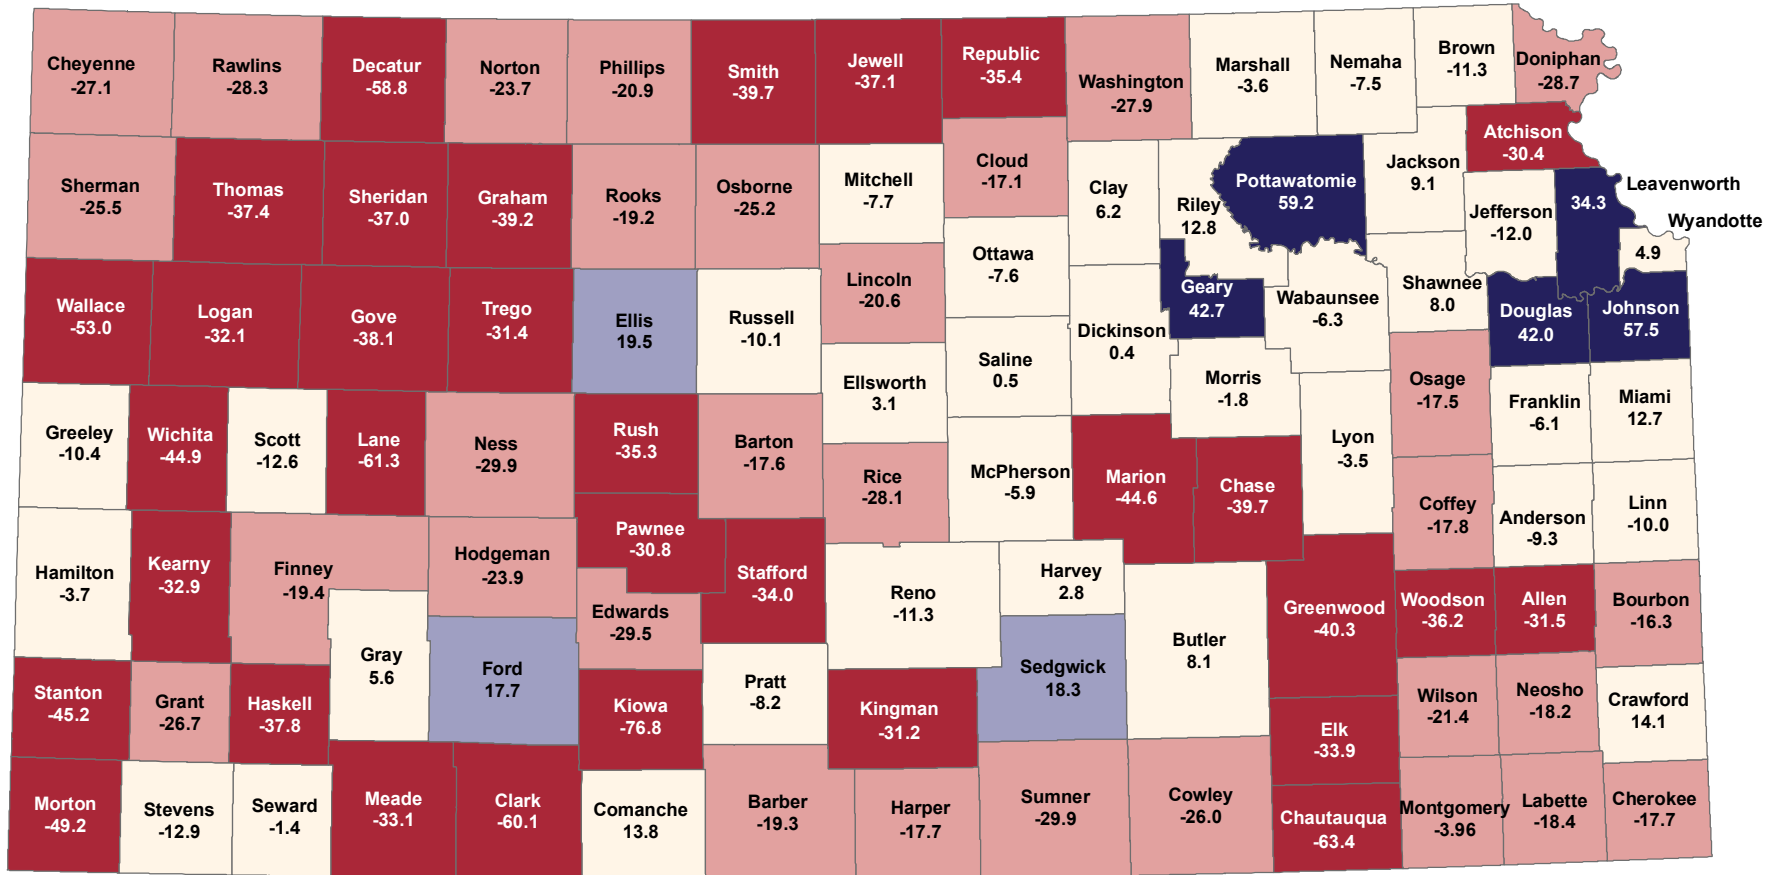 Cheyenne
-27.1
Rawlins
-28.3
Decatur
-58.8
Norton
-23.7
Phillips
-20.9
Smith
-39.7
Jewell
-37.1
Republic
-35.4
Washington
-27.9
Marshall
-3.6
Nemaha
-7.5
Brown
-11.3
Doniphan
-28.7
Sherman
-25.5
Thomas
-37.4
Sheridan
-37.0
Graham
-39.2
Rooks
-19.2
Osborne
-25.2
Mitchell
-7.7
Cloud
-17.1
Clay
6.2
Riley
12.8
Pottawatomie
59.2
Jackson
9.1
Atchison
-30.4
Jefferson
-12.0
Leavenworth
34.3
Wyandotte
4.9
Wallace
-53.0
Logan
-32.1
Gove
-38.1
Trego
-31.4
Ellis
19.5
Russell
-10.1
Lincoln
-20.6
Ottawa
-7.6
Saline
0.5
Dickinson
0.4
Geary
42.7
Wabaunsee
-6.3
Shawnee
8.0
Douglas
42.0
Johnson
57.5
Greeley
-10.4
Wichita
-44.9
Scott
-12.6
Lane
-61.3
Ness
-29.9
Rush
-35.3
Barton
-17.6
Ellsworth
3.1
Rice
-28.1
McPherson
-5.9
Marion
-44.6
Morris
-1.8
Chase
-39.7
Lyon
-3.5
Osage
-17.5
Franklin
-6.1
Miami
12.7
Coffey
-17.8
Anderson
-9.3
Linn
-10.0
Hamilton
-3.7
Kearny
-32.9
Finney
-19.4
Hodgeman
-23.9
Pawnee
-30.8
Edwards
-29.5
Stafford
-34.0
Reno
-11.3
Harvey
2.8
Butler
8.1
Greenwood
-40.3
Woodson
-36.2
Allen
-31.5
Bourbon
-16.3
Stanton
-45.2
Grant
-26.7
Haskell
-37.8
Gray
5.6
Ford
17.7
Kiowa
-76.8
Pratt
-8.2
Kingman
-31.2
Sedgwick
18.3
Elk
-33.9
Wilson
-21.4
Neosho
-18.2
Crawford
14.1
Morton
-49.2
Stevens
-12.9
Seward
-1.4
Meade
-33.1
Clark
-60.1
Comanche
13.8
Barber
-19.3
Harper
-17.7
Sumner
-29.9
Cowley
-26.0
Chautauqua
-63.4
Montgomery
-3.96
Labette
-18.4
Cherokee
-17.7